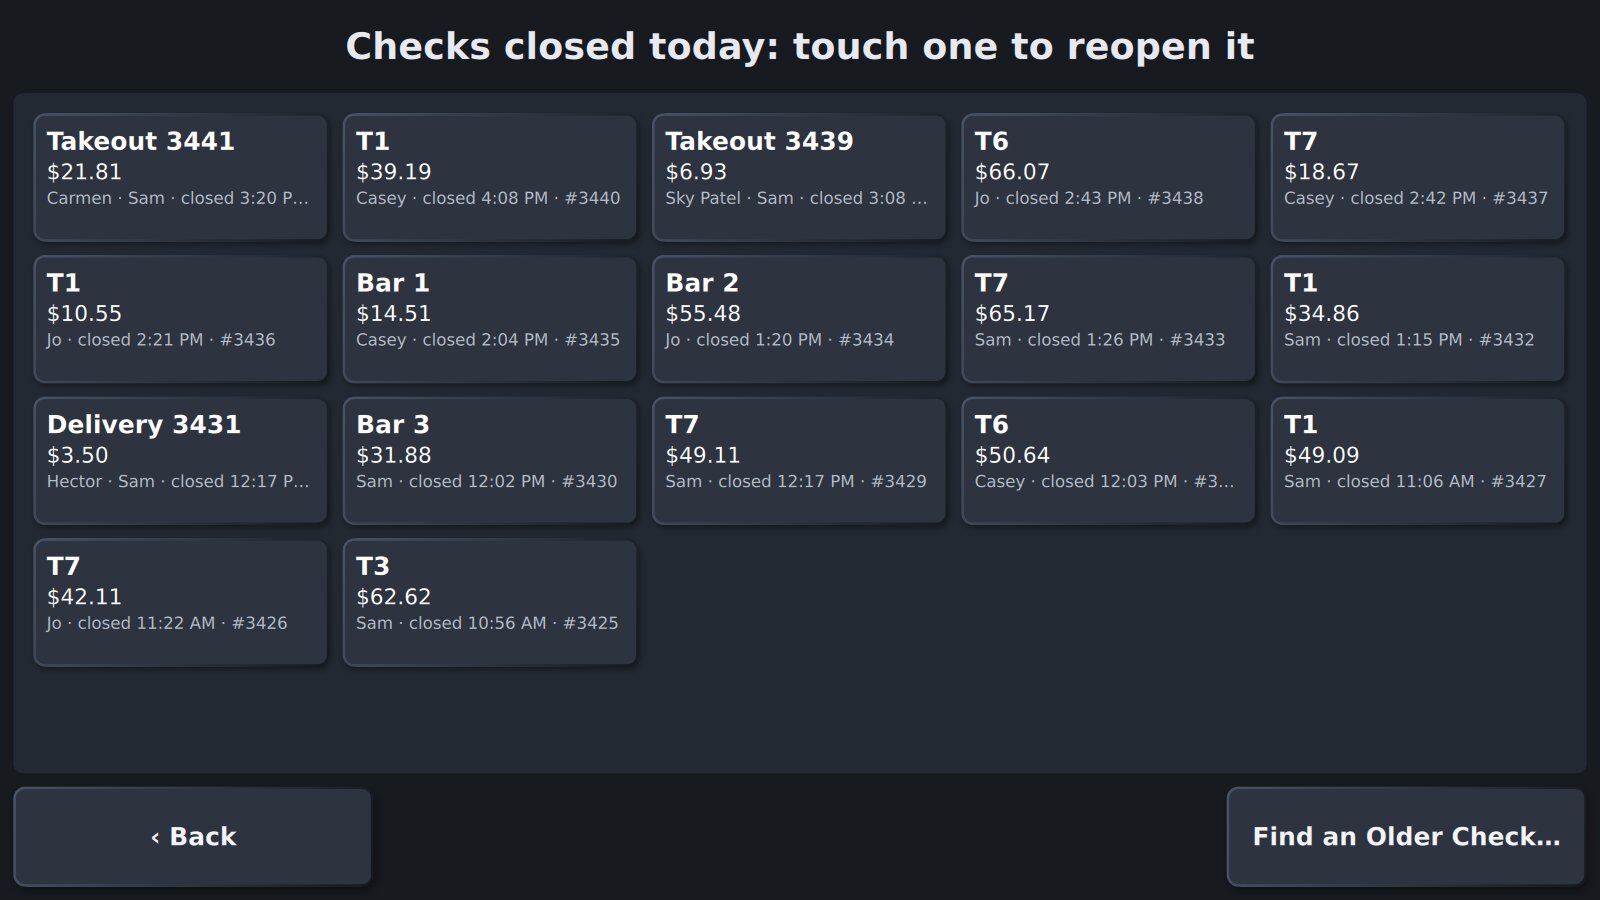 Checks closed today: touch one to reopen it
Takeout 3441
$21.81
Carmen · Sam · closed 3:20 P…
T1
$39.19
Casey · closed 4:08 PM · #3440
Takeout 3439
$6.93
Sky Patel · Sam · closed 3:08 …
T6
$66.07
Jo · closed 2:43 PM · #3438
T7
$18.67
Casey · closed 2:42 PM · #3437
T1
$10.55
Jo · closed 2:21 PM · #3436
Bar 1
$14.51
Casey · closed 2:04 PM · #3435
Bar 2
$55.48
Jo · closed 1:20 PM · #3434
T7
$65.17
Sam · closed 1:26 PM · #3433
T1
$34.86
Sam · closed 1:15 PM · #3432
Delivery 3431
$3.50
Hector · Sam · closed 12:17 P…
Bar 3
$31.88
Sam · closed 12:02 PM · #3430
T7
$49.11
Sam · closed 12:17 PM · #3429
T6
$50.64
Casey · closed 12:03 PM · #3…
T1
$49.09
Sam · closed 11:06 AM · #3427
T7
$42.11
Jo · closed 11:22 AM · #3426
T3
$62.62
Sam · closed 10:56 AM · #3425
‹ Back
Find an Older Check…